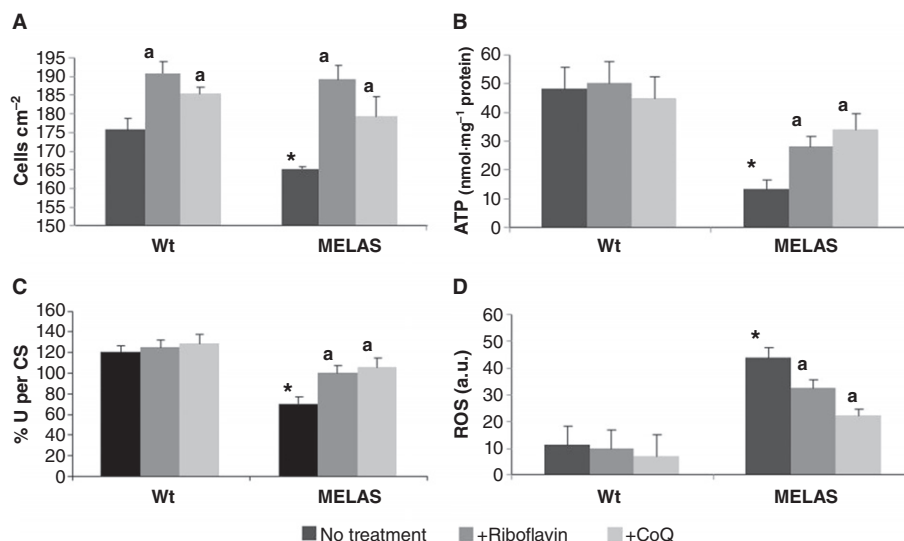 A
Cells cm⁻²
195
190
185
180
175
170
165
160
155
150
a
a
*
a
a
Wt
MELAS
B
ATP (nmol·mg⁻¹ protein)
60
50
40
30
20
10
0
*
a
a
Wt
MELAS
C
% U per CS
160
140
120
100
80
60
40
20
0
*
a
a
Wt
MELAS
D
ROS (a.u.)
60
50
40
30
20
10
0
*
a
a
Wt
MELAS
No treatment
+Riboflavin
+CoQ